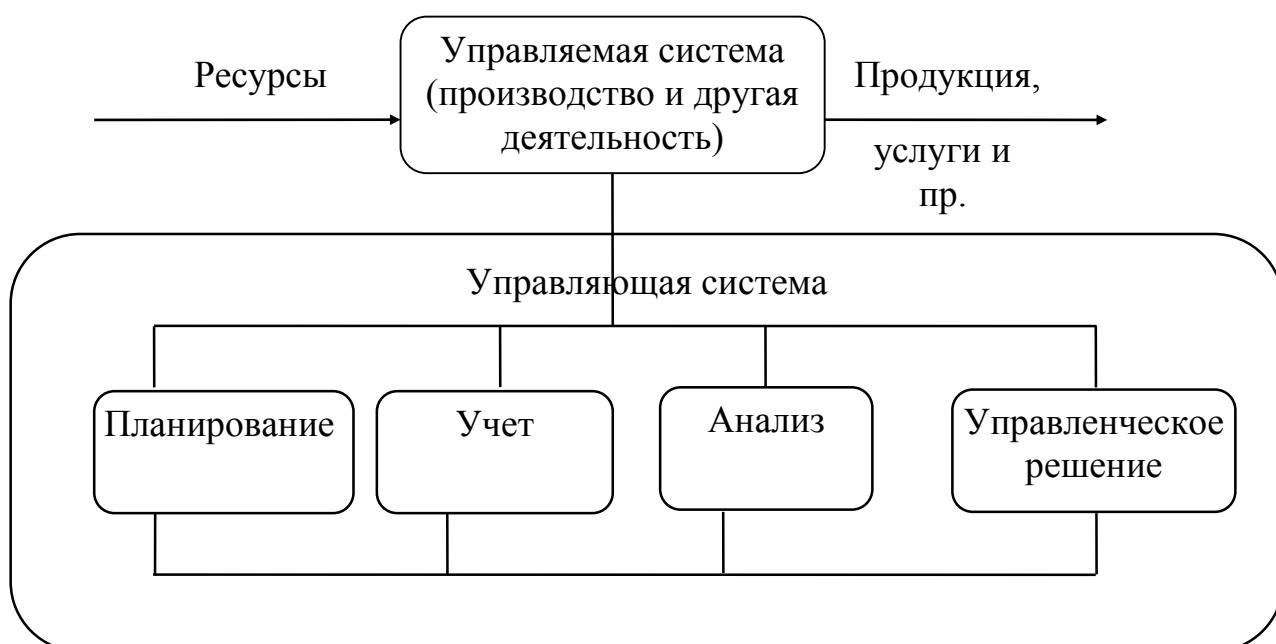 Ресурсы
Управляемая система
(производство и другая
деятельность)
Продукция,
услуги и
пр.
Управляющая система
Планирование
Учет
Анализ
Управленческое
решение